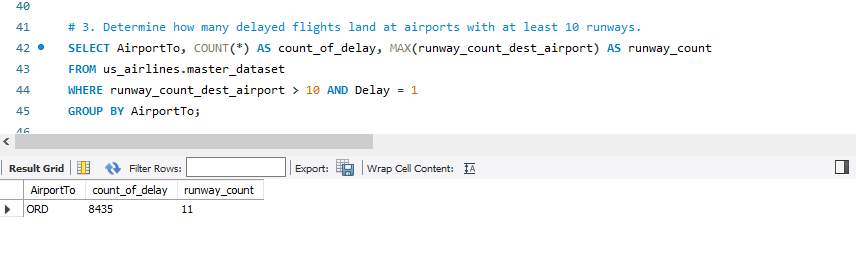 40
41 # 3. Determine how many delayed flights land at airports with at least 10 runways.
42 SELECT AirportTo, COUNT(*) AS count_of_delay, MAX(runway_count_dest_airport) AS runway_count
43 FROM us_airlines.master_dataset
44 WHERE runway_count_dest_airport > 10 AND Delay = 1
45 GROUP BY AirportTo;
46
Result Grid Filter Rows: Export: Wrap Cell Content:
AirportTo count_of_delay runway_count
ORD 8435 11